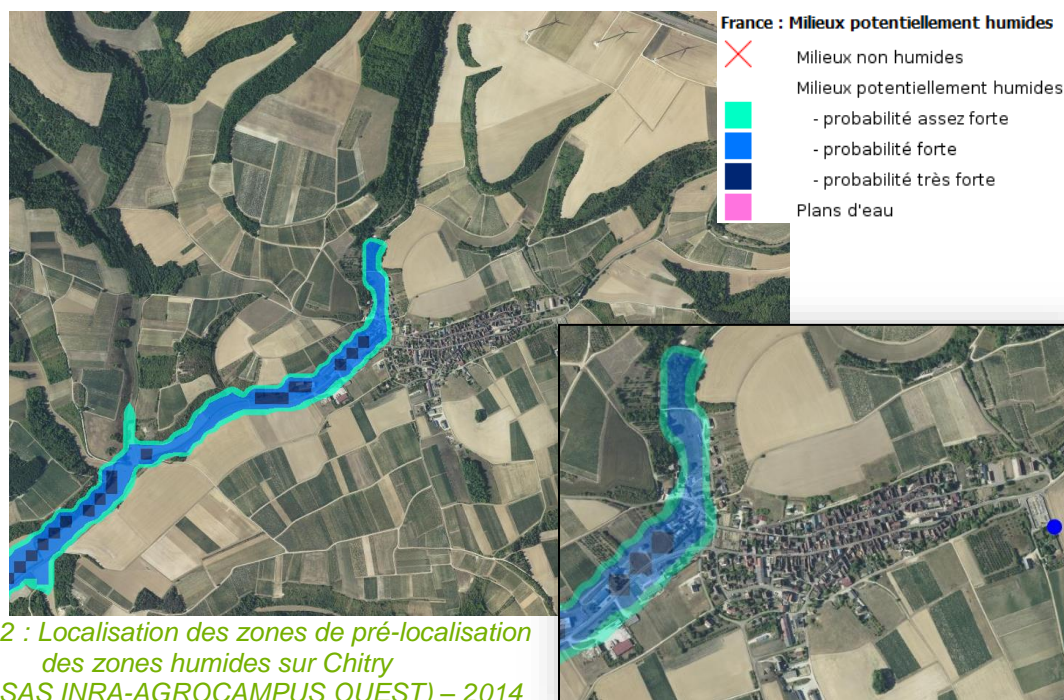 France : Milieux potentiellement humides
Milieux non humides
Milieux potentiellement humides
- probabilité assez forte
- probabilité forte
- probabilité très forte
Plans d'eau
2 : Localisation des zones de pré-localisation
des zones humides sur Chitry
SAS INRA-AGROCAMPUS OUEST) – 2014